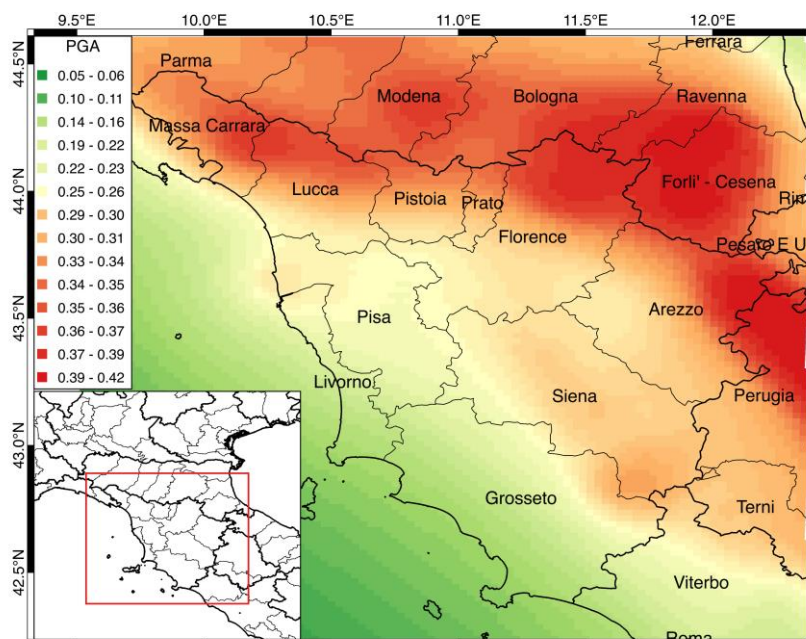 9.5°E 10.0°E 10.5°E 11.0°E 11.5°E 12.0°E
44.5°N
44.0°N
43.5°N
43.0°N
42.5°N
PGA
0.05 - 0.06
0.10 - 0.11
0.14 - 0.16
0.19 - 0.22
0.22 - 0.23
0.25 - 0.26
0.29 - 0.30
0.30 - 0.31
0.33 - 0.34
0.34 - 0.35
0.35 - 0.36
0.36 - 0.37
0.37 - 0.39
0.39 - 0.42
Ferrara
Parma
Modena
Bologna
Ravenna
Massa Carrara
Lucca
Pistoia
Prato
Forli' - Cesena
Rim
Florence
Pesaro E U
Pisa
Arezzo
Livorno
Siena
Perugia
Grosseto
Terni
Viterbo
Roma